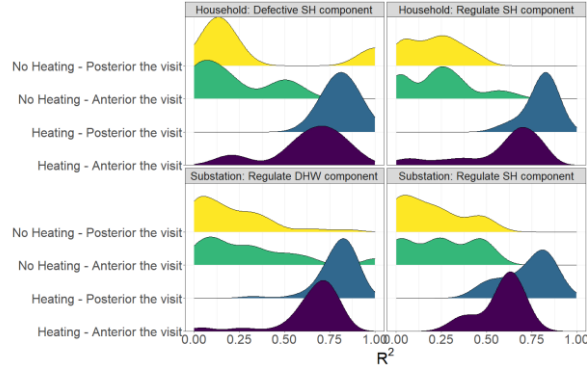 Household: Defective SH component
Household: Regulate SH component
No Heating - Posterior the visit
No Heating - Anterior the visit
Heating - Posterior the visit
Heating - Anterior the visit
Substation: Regulate DHW component
Substation: Regulate SH component
No Heating - Posterior the visit
No Heating - Anterior the visit
Heating - Posterior the visit
Heating - Anterior the visit
0.00 0.25 0.50 0.75 1.00 0.00 0.25 0.50 0.75 1.00
R²